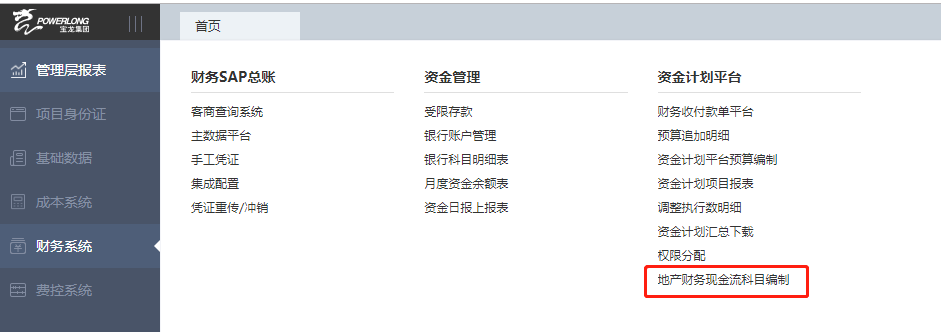 POWERLONG
宝龙集团
首页
管理层报表
项目身份证
基础数据
成本系统
财务系统
费控系统
财务SAP总账
客商查询系统
主数据平台
手工凭证
集成配置
凭证重传/冲销
资金管理
受限存款
银行账户管理
银行科目明细表
月度资金余额表
资金日报上报表
资金计划平台
财务收付款单平台
预算追加明细
资金计划平台预算编制
资金计划项目报表
调整执行数明细
资金计划汇总下载
权限分配
地产财务现金流科目编制